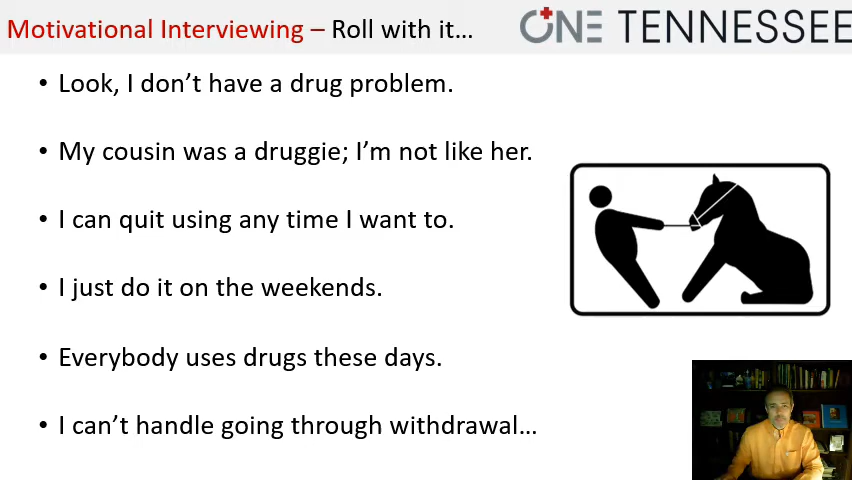 Motivational Interviewing – Roll with it…
ONE TENNESSEE
• Look, I don’t have a drug problem.
• My cousin was a druggie; I’m not like her.
• I can quit using any time I want to.
• I just do it on the weekends.
• Everybody uses drugs these days.
• I can’t handle going through withdrawal…